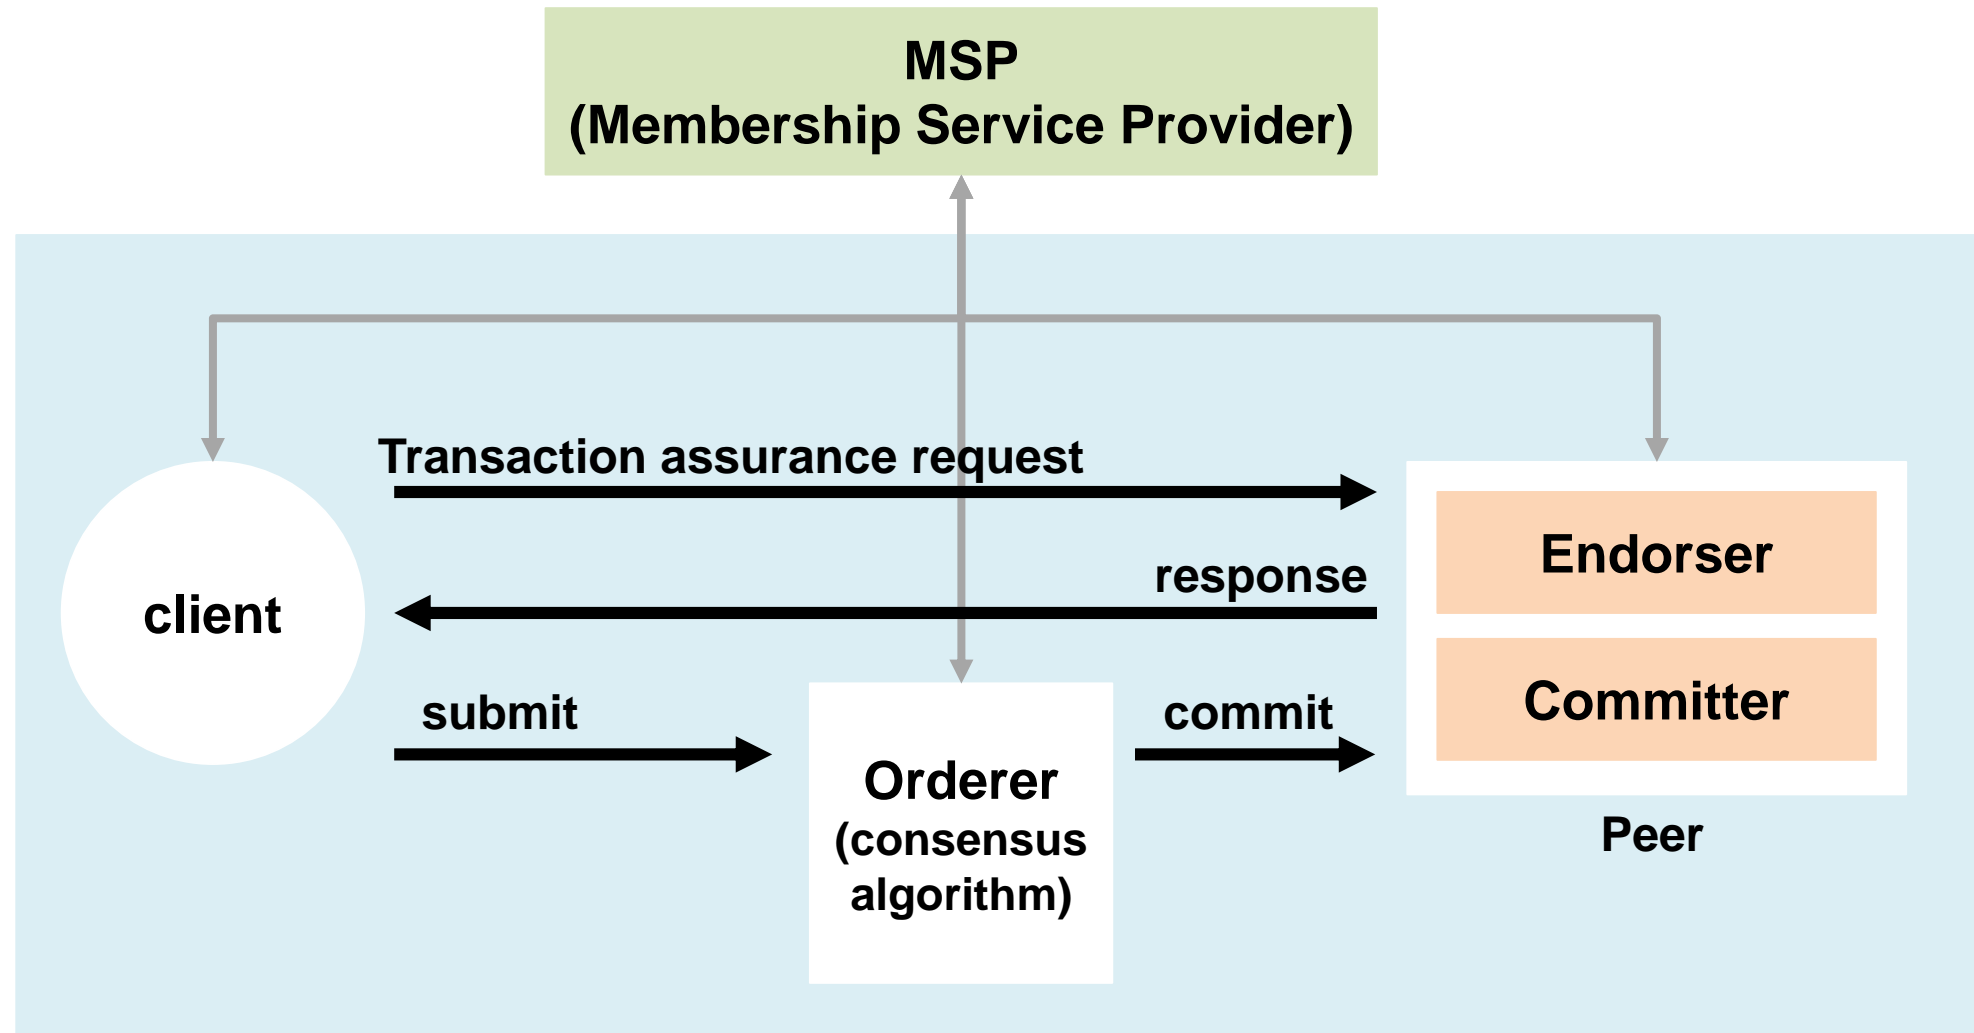 MSP
(Membership Service Provider)
Transaction assurance request
response
client
submit
commit
Endorser
Committer
Peer
Orderer
(consensus
algorithm)